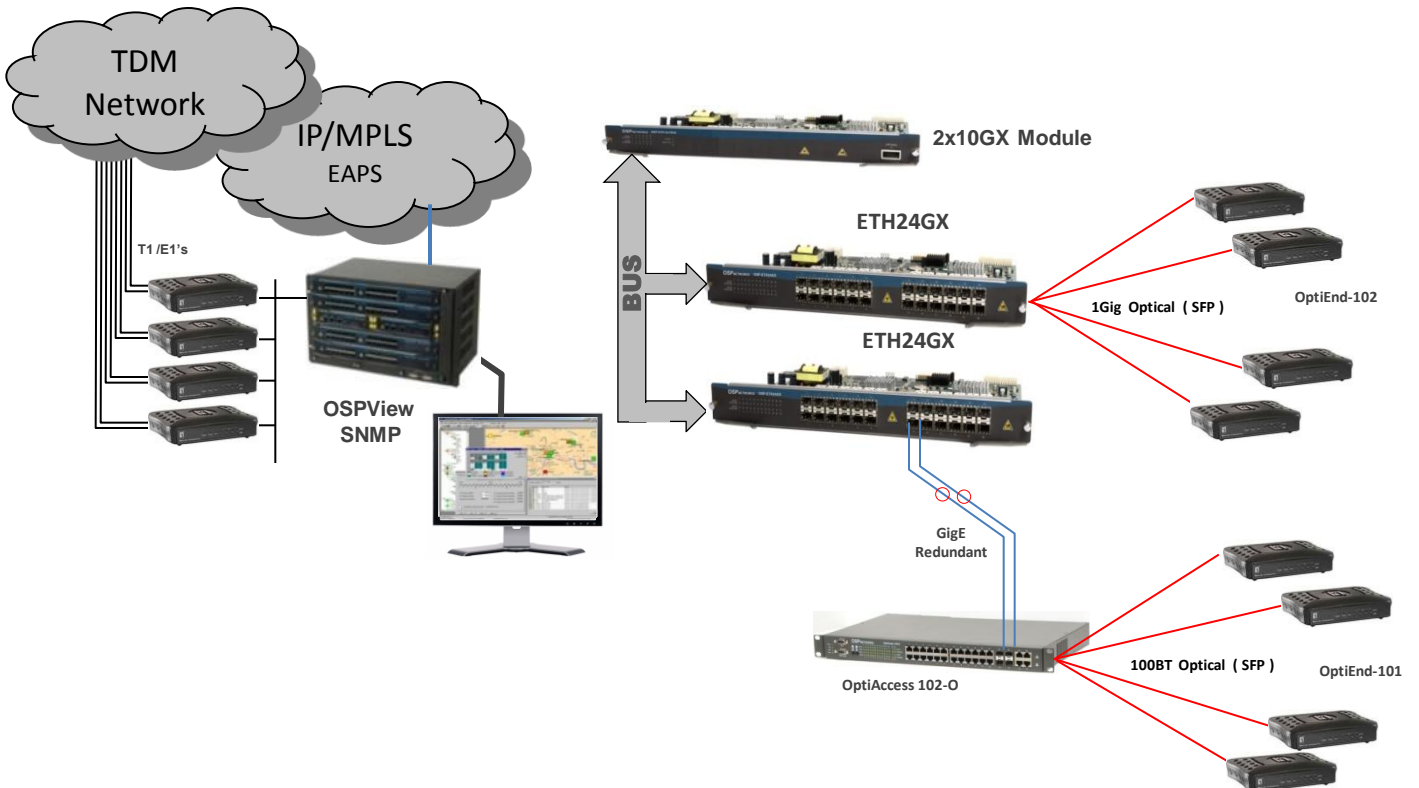 TDM
Network
IP/MPLS
EAPS
T1 /E1's
OSPView
SNMP
2x10GX Module
BUS
ETH24GX
ETH24GX
1Gig Optical ( SFP )
OptiEnd-102
GigE
Redundant
OptiAccess 102-O
100BT Optical ( SFP )
OptiEnd-101